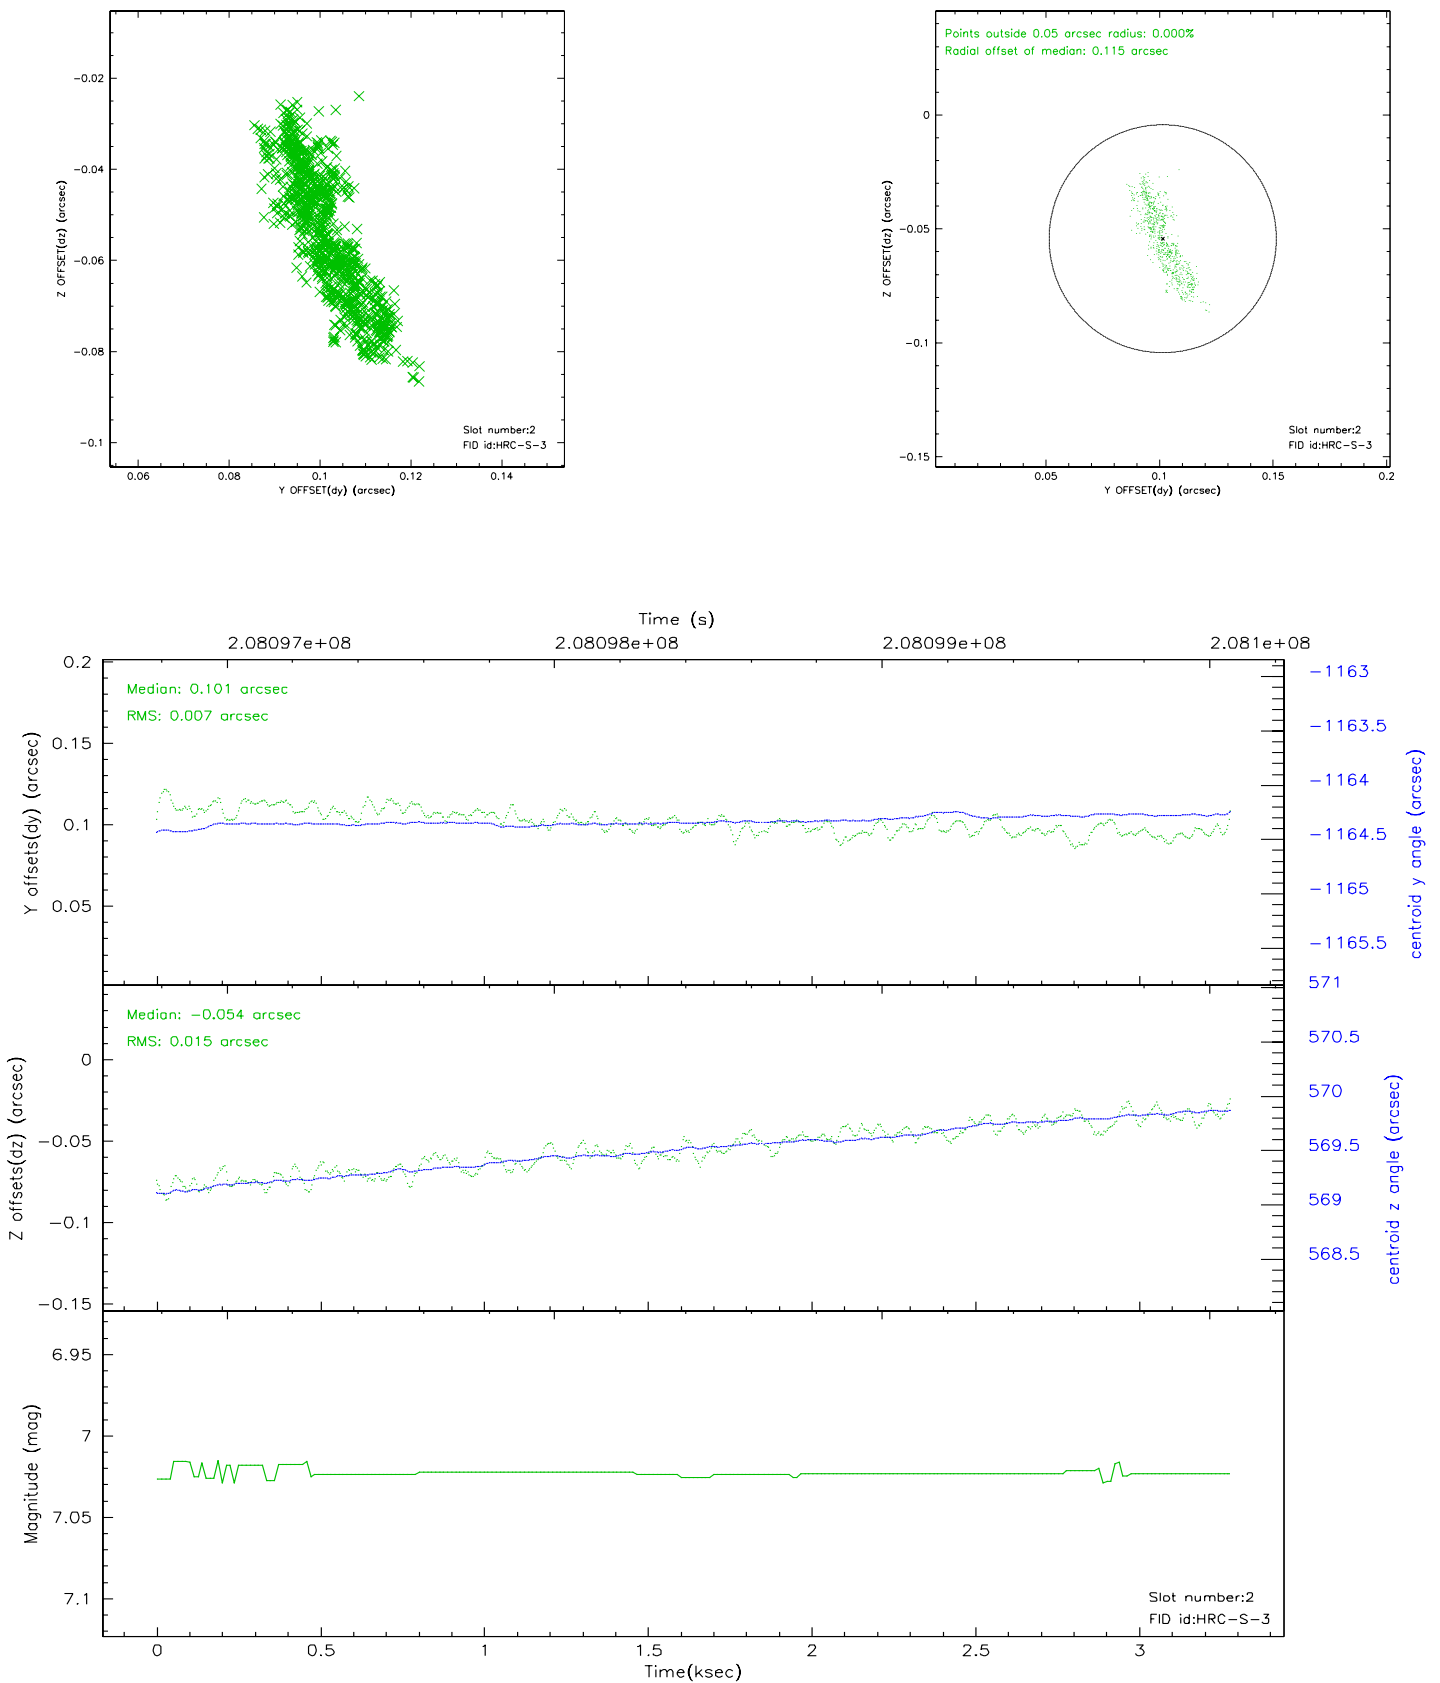 −0.02
−0.04
−0.06
−0.08
−0.1
Z OFFSET(dz) (arcsec)
0.06
0.08
0.1
0.12
0.14
Y OFFSET(dy) (arcsec)
Slot number:2
FID id:HRC−S−3
Points outside 0.05 arcsec radius: 0.000%
Radial offset of median: 0.115 arcsec
0
−0.05
−0.1
−0.15
Z OFFSET(dz) (arcsec)
0.05
0.1
0.15
0.2
Y OFFSET(dy) (arcsec)
Slot number:2
FID id:HRC−S−3
Time (s)
2.08097e+08
2.08098e+08
2.08099e+08
2.081e+08
0.2
0.15
0.1
0.05
Y offsets(dy) (arcsec)
Median: 0.101 arcsec
RMS: 0.007 arcsec
−1163
−1163.5
−1164
−1164.5
−1165
−1165.5
centroid y angle (arcsec)
0
−0.05
−0.1
−0.15
Z offsets(dz) (arcsec)
Median: −0.054 arcsec
RMS: 0.015 arcsec
571
570.5
570
569.5
569
568.5
centroid z angle (arcsec)
6.95
7
7.05
7.1
Magnitude (mag)
Slot number:2
FID id:HRC−S−3
0
0.5
1
1.5
2
2.5
3
Time(ksec)